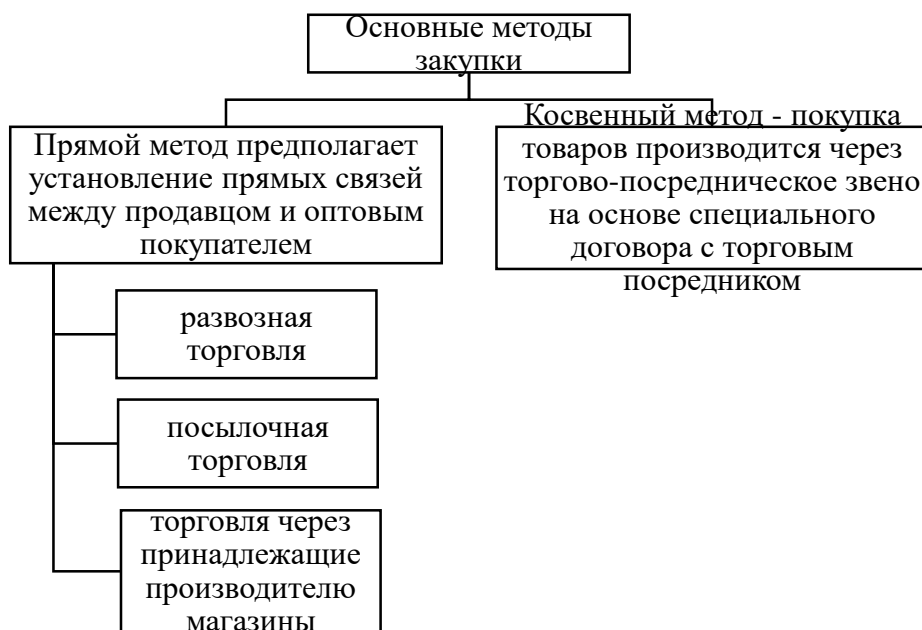 Основные методы
закупки
Прямой метод предполагает
установление прямых связей
между продавцом и оптовым
покупателем
Косвенный метод - покупка
товаров производится через
торгово-посредническое звено
на основе специального
договора с торговым
посредником
развозная
торговля
посылочная
торговля
торговля через
принадлежащие
производителю
магазины